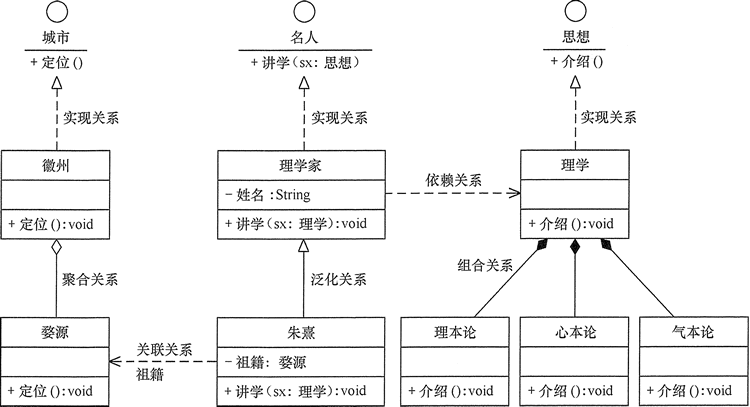 城市
+ 定位()
名人
+ 讲学(sx: 思想)
思想
+ 介绍()
实现关系
实现关系
实现关系
徽州
+ 定位():void
理学家
- 姓名:String
+ 讲学(sx: 理学):void
依赖关系
理学
+ 介绍():void
聚合关系
泛化关系
组合关系
婺源
+ 定位():void
关联关系
祖籍
朱熹
- 祖籍: 婺源
+ 讲学(sx: 理学):void
理本论
+ 介绍():void
心本论
+ 介绍():void
气本论
+ 介绍():void